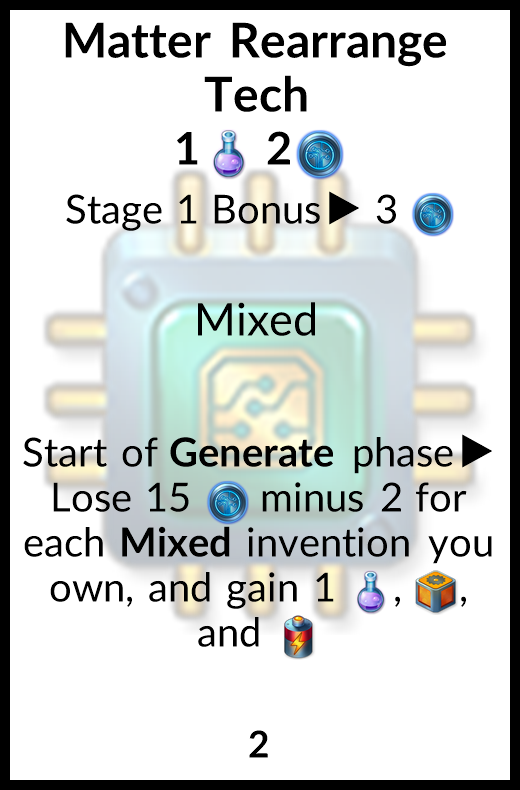 Matter Rearrange
Tech
1 2
Stage 1 Bonus▶ 3
Mixed
Start of Generate phase▶
Lose 15 minus 2 for
each Mixed invention you
own, and gain 1 , ,
and
2